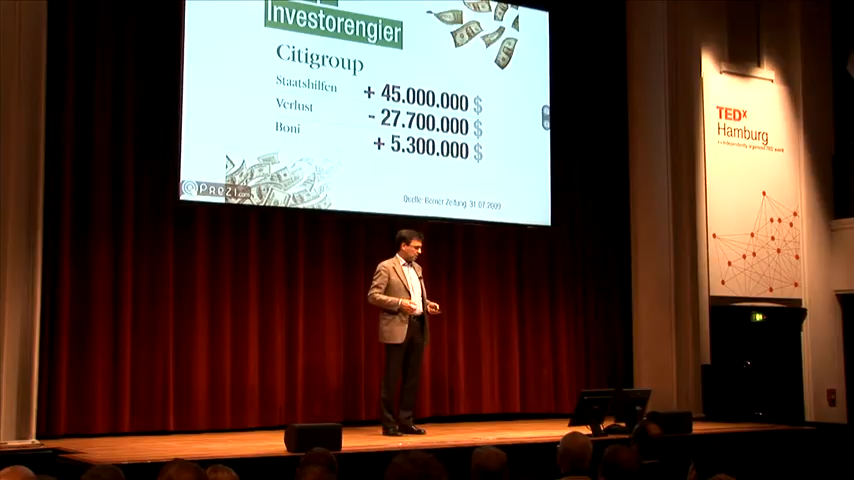 Investorengier
Citigroup
Staatshilfen + 45.000.000 $
Verlust - 27.700.000 $
Boni + 5.300.000 $
Quelle: Berner Zeitung, 31.07.2009
Prezi.com
TEDx
Hamburg
x=independently organized TED event